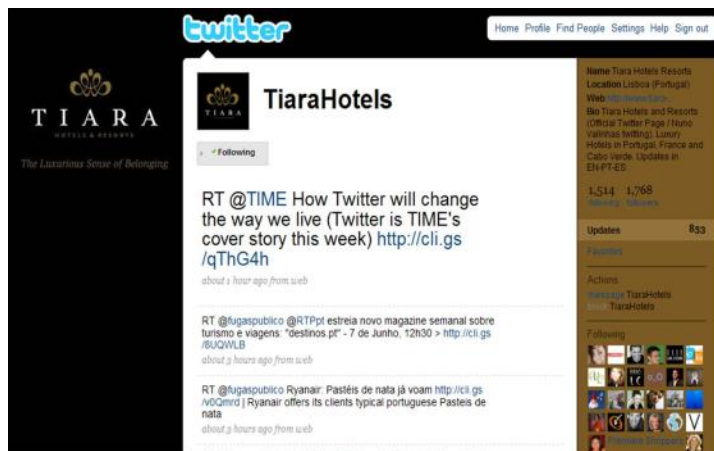 twitter
Home Profile Find People Settings Help Sign out
TIARA
HOTELS & RESORTS
The Luxurious Sense of Belonging
TIARA
TiaraHotels
Following
RT @TIME How Twitter will change
the way we live (Twitter is TIME's
cover story this week) http://cli.gs
/qThG4h
about 1 hour ago from web
RT @fugaspublico @RTPpt estreia novo magazine semanal sobre
turismo e viagens: "destinos.pt" - 7 de Junho, 12h30 > http://cli.gs
/8UQWLB
about 3 hours ago from web
RT @fugaspublico Ryanair: Pastéis de nata já voam http://cli.gs
/v0Qmrd | Ryanair offers its clients typical portuguese Pasteis de
nata
about 3 hours ago from web
Name Tiara Hotels Resorts
Location Lisboa (Portugal)
Web
Bio Tiara Hotels and Resorts
(Official Twitter Page / Nuno
Valinhas twitting). Luxury
Hotels in Portugal, France and
Cabo Verde. Updates in
EN-PT-ES
1,514 1,768
following followers
Updates 853
Favorites
Actions
message TiaraHotels
TiaraHotels
Following